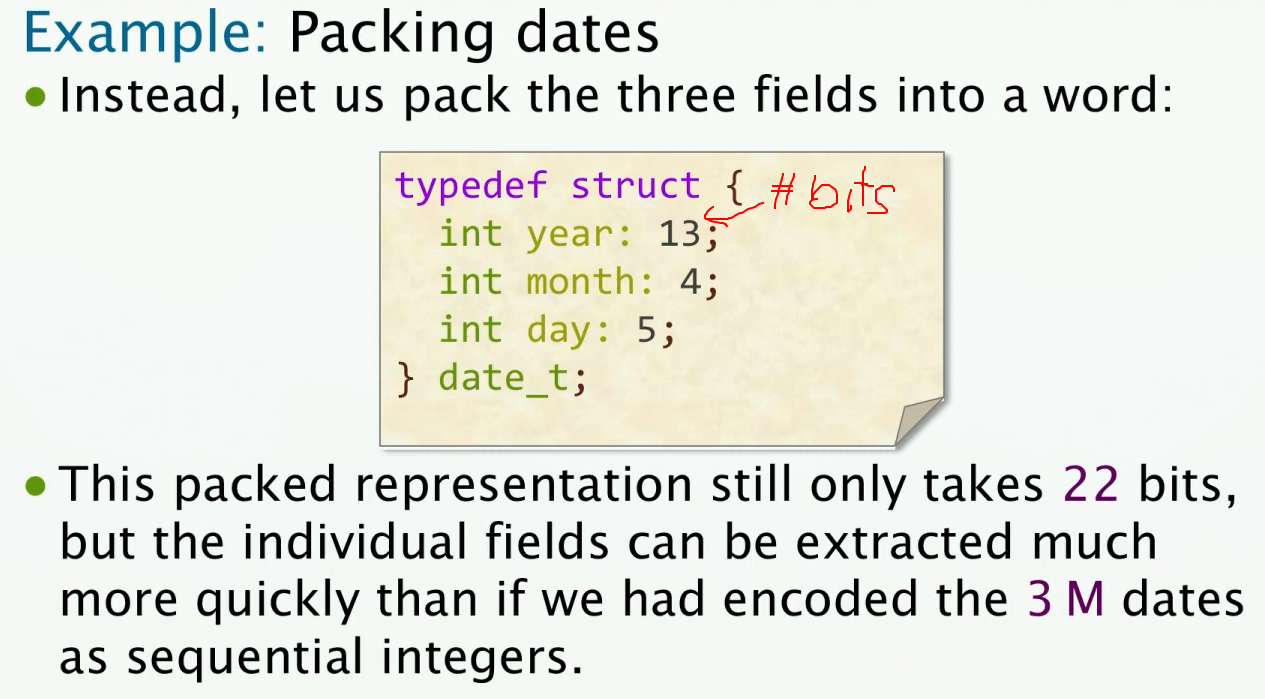 Example: Packing dates
• Instead, let us pack the three fields into a word:
typedef struct { # bits
int year: 13;
int month: 4;
int day: 5;
} date_t;
• This packed representation still only takes 22 bits,
but the individual fields can be extracted much
more quickly than if we had encoded the 3 M dates
as sequential integers.